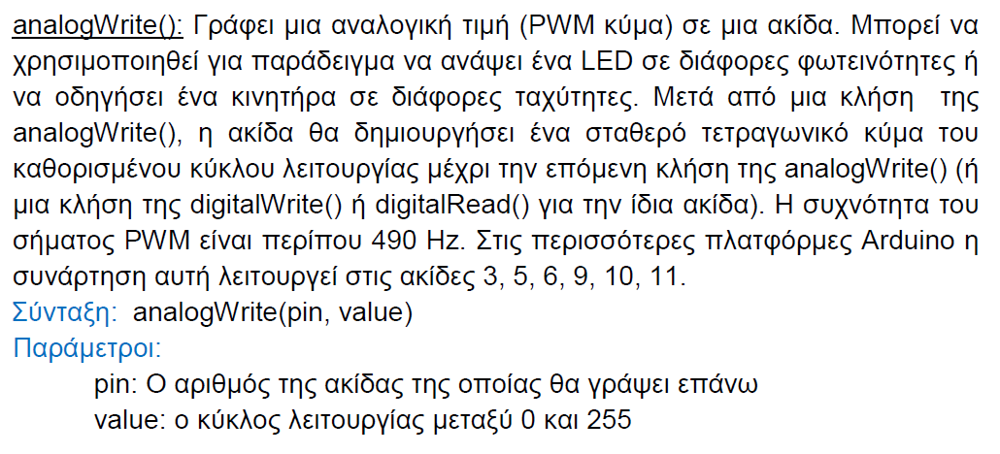 analogWrite(): Γράφει μια αναλογική τιμή (PWM κύμα) σε μια ακίδα. Μπορεί να
χρησιμοποιηθεί για παράδειγμα να ανάψει ένα LED σε διάφορες φωτεινότητες ή
να οδηγήσει ένα κινητήρα σε διάφορες ταχύτητες. Μετά από μια κλήση της
analogWrite(), η ακίδα θα δημιουργήσει ένα σταθερό τετραγωνικό κύμα του
καθορισμένου κύκλου λειτουργίας μέχρι την επόμενη κλήση της analogWrite() (ή
μια κλήση της digitalWrite() ή digitalRead() για την ίδια ακίδα). Η συχνότητα του
σήματος PWM είναι περίπου 490 Hz. Στις περισσότερες πλατφόρμες Arduino η
συνάρτηση αυτή λειτουργεί στις ακίδες 3, 5, 6, 9, 10, 11.
Σύνταξη: analogWrite(pin, value)
Παράμετροι:
pin: Ο αριθμός της ακίδας της οποίας θα γράψει επάνω
value: ο κύκλος λειτουργίας μεταξύ 0 και 255